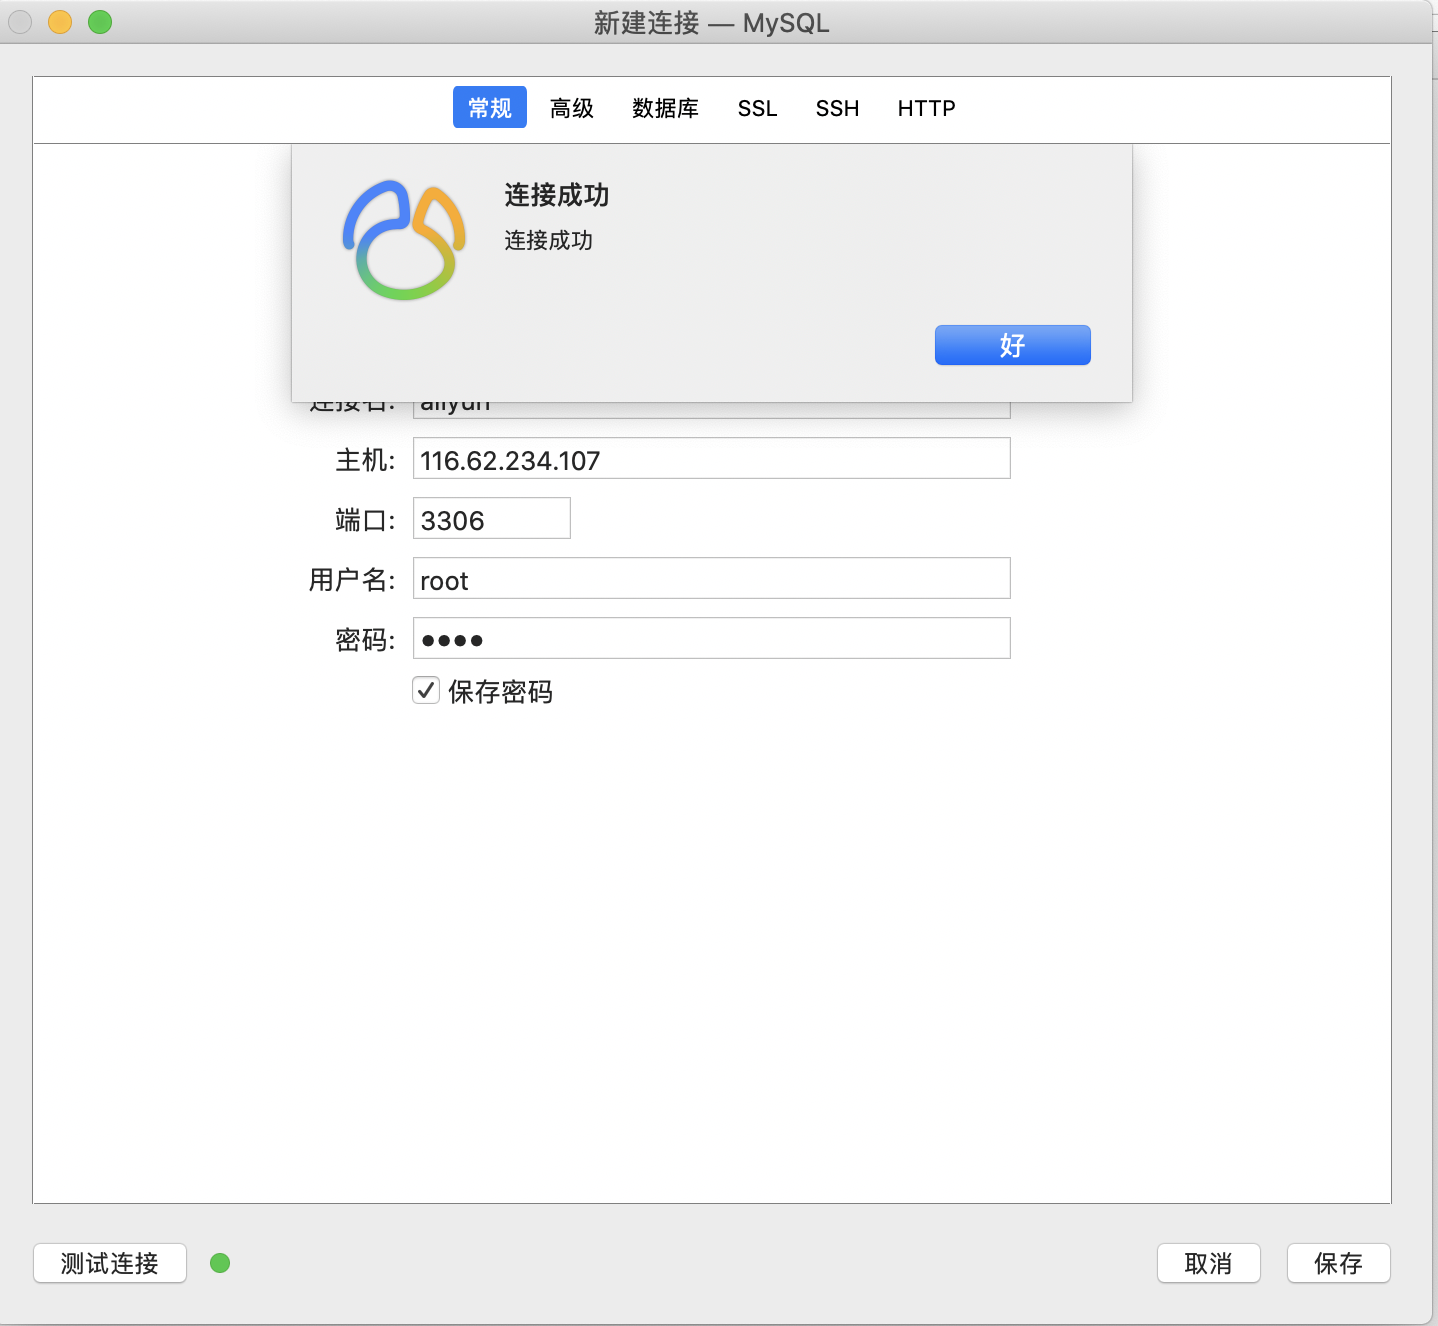 新建连接 — MySQL
常规 高级 数据库 SSL SSH HTTP
连接成功
连接成功
好
连接名: aliyun
主机: 116.62.234.107
端口: 3306
用户名: root
密码: ●●●●
保存密码
测试连接 取消 保存